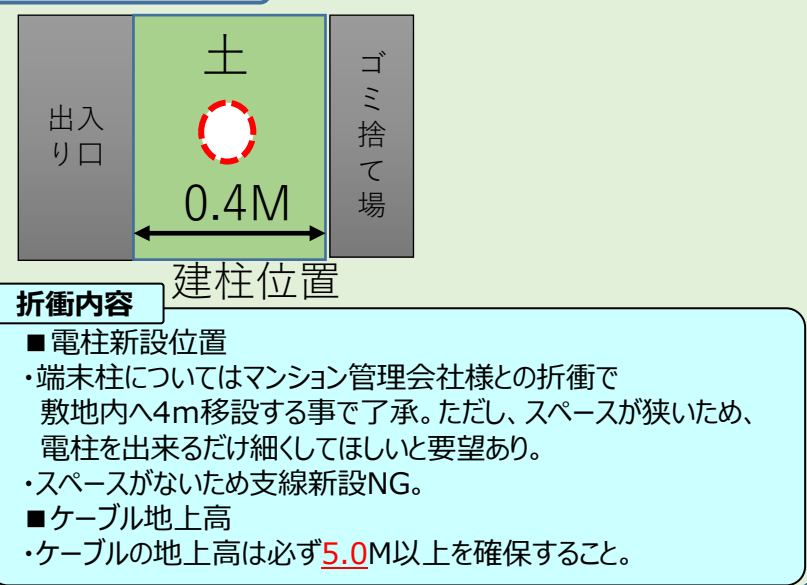 土
出入
り口
ゴミ捨て場
0.4M
建柱位置
折衝内容
■電柱新設位置
・端末柱についてはマンション管理会社様との折衝で
敷地内へ4m移設する事で了承。ただし、スペースが狭いため、
電柱を出来るだけ細くしてほしいと要望あり。
・スペースがないため支線新設NG。
■ケーブル地上高
・ケーブルの地上高は必ず5.0M以上を確保すること。